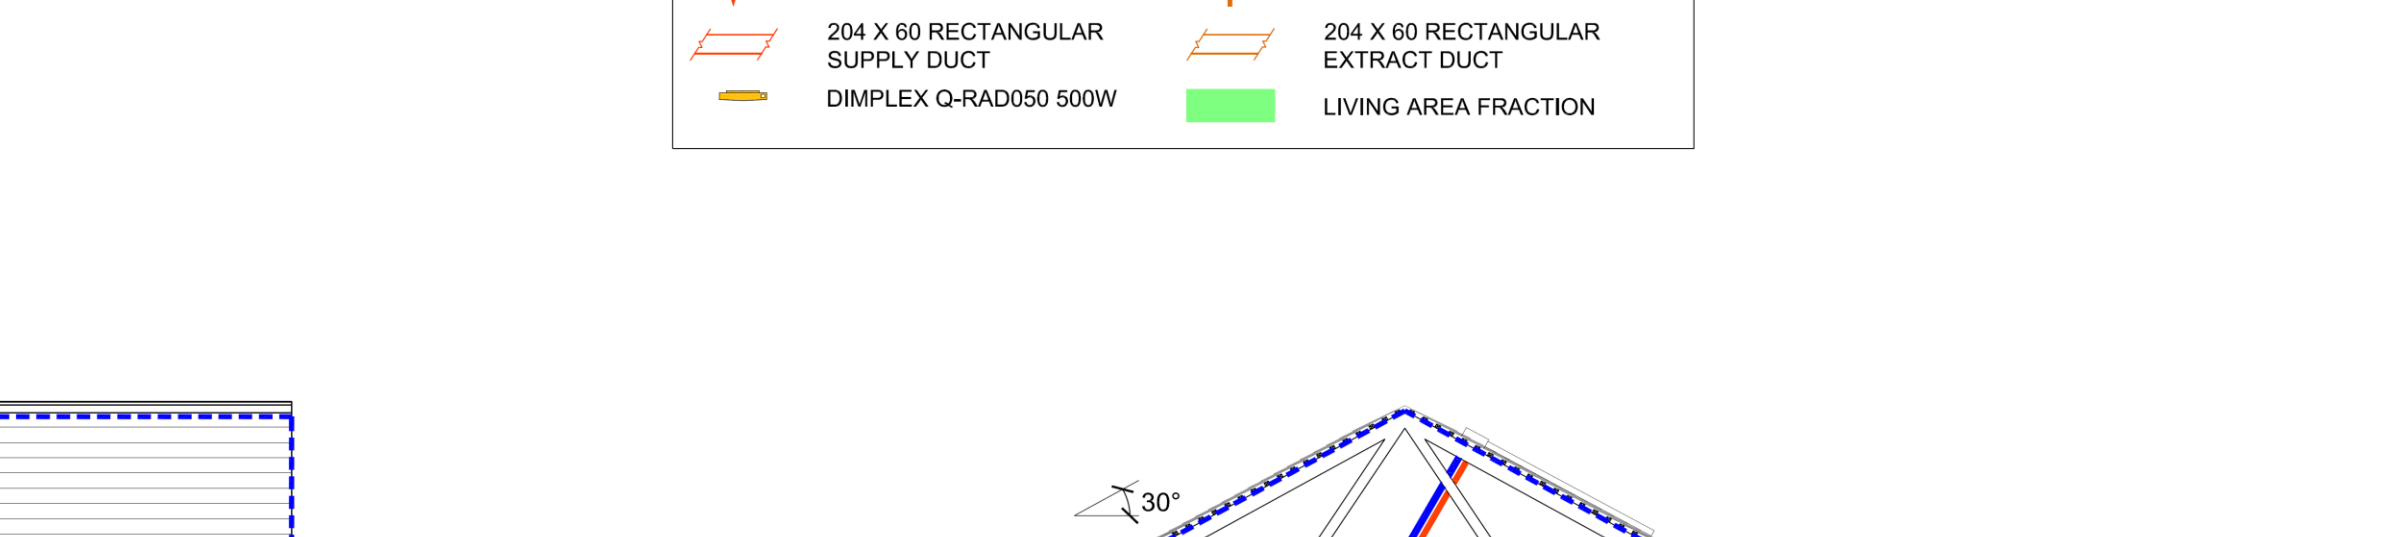 204 X 60 RECTANGULAR
SUPPLY DUCT
204 X 60 RECTANGULAR
EXTRACT DUCT
DIMPLEX Q-RAD050 500W
LIVING AREA FRACTION
30°